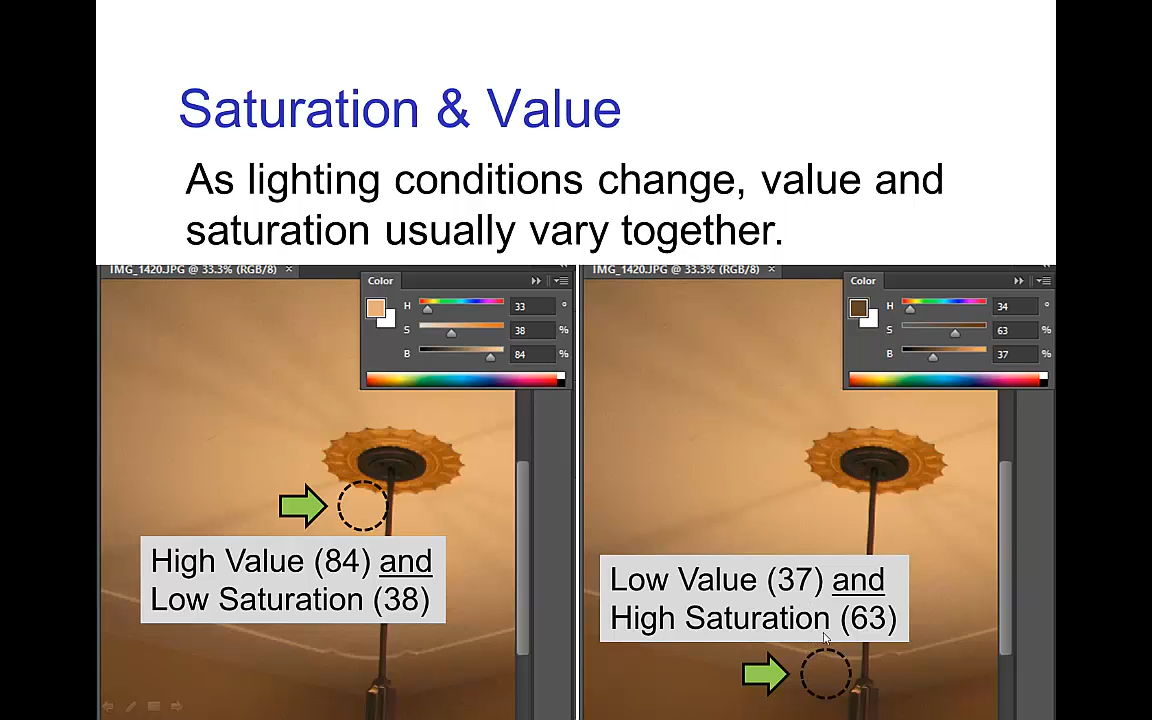 Saturation & Value
As lighting conditions change, value and
saturation usually vary together.
IMG_1420.JPG @ 33.3% (RGB/8) ×
Color
H 33 °
S 38 %
B 84 %
High Value (84) and
Low Saturation (38)
IMG_1420.JPG @ 33.3% (RGB/8) ×
Color
H 34 °
S 63 %
B 37 %
Low Value (37) and
High Saturation (63)